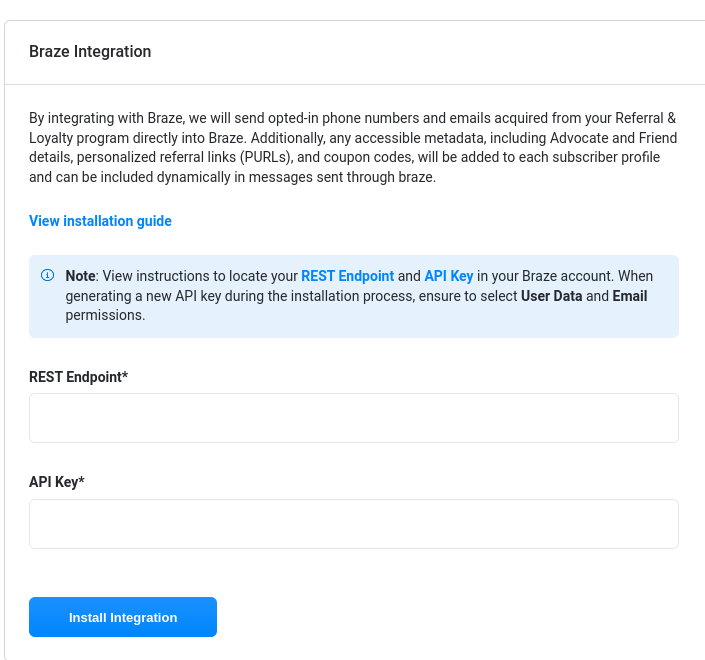 Braze Integration
By integrating with Braze, we will send opted-in phone numbers and emails acquired from your Referral &
Loyalty program directly into Braze. Additionally, any accessible metadata, including Advocate and Friend
details, personalized referral links (PURLs), and coupon codes, will be added to each subscriber profile
and can be included dynamically in messages sent through braze.
View installation guide
Note: View instructions to locate your REST Endpoint and API Key in your Braze account. When
generating a new API key during the installation process, ensure to select User Data and Email
permissions.
REST Endpoint*
API Key*
Install Integration